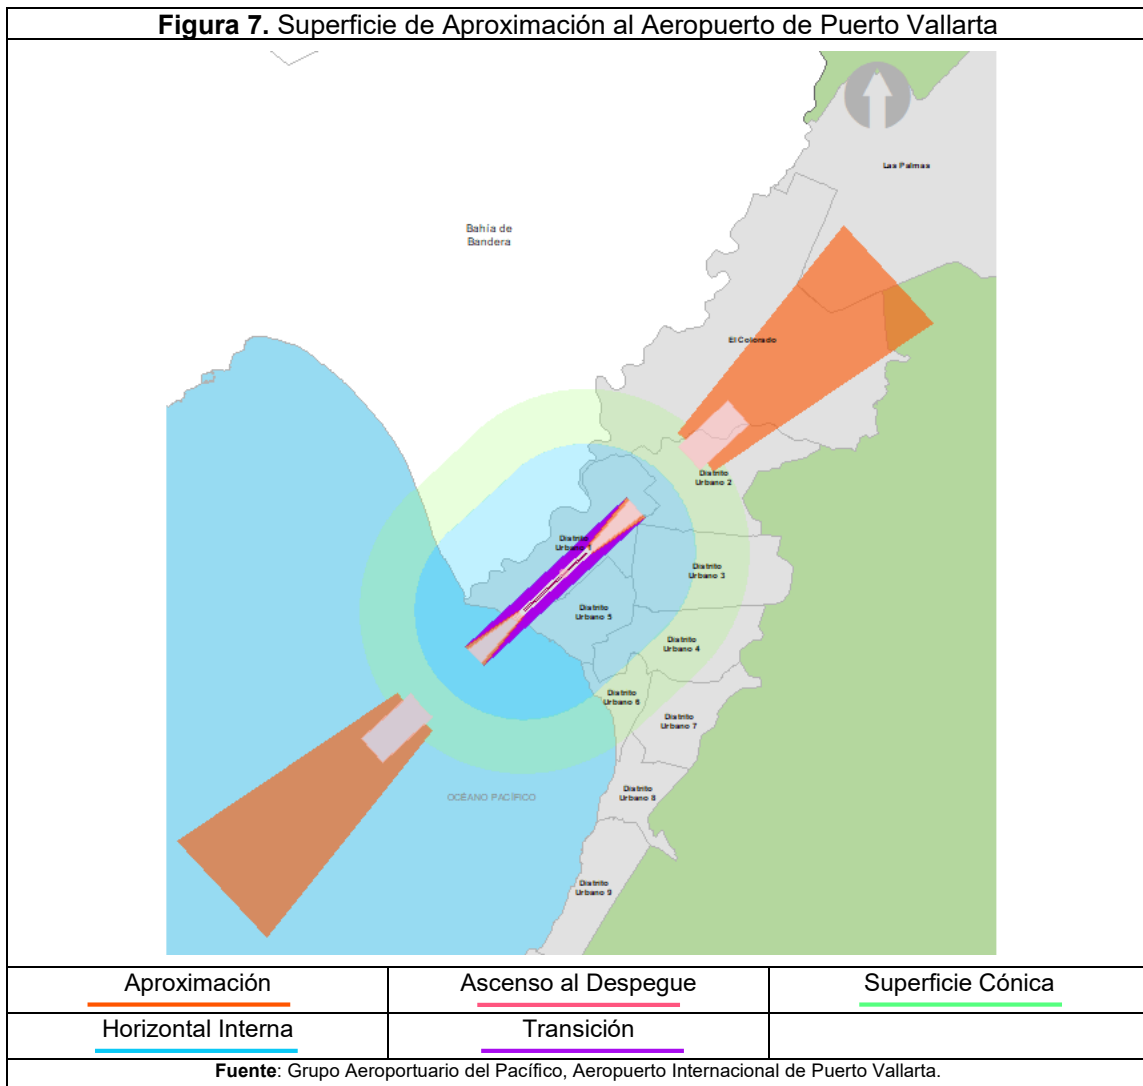 Figura 7. Superficie de Aproximación al Aeropuerto de Puerto Vallarta
Las Palmas
Bahía de
Bandera
El Colorado
Distrito
Urbano 2
Distrito
Urbano 1
Distrito
Urbano 3
Distrito
Urbano 5
Distrito
Urbano 4
Distrito
Urbano 6
Distrito
Urbano 7
Distrito
Urbano 8
OCÉANO PACÍFICO
Distrito
Urbano 9
Aproximación
Ascenso al Despegue
Superficie Cónica
Horizontal Interna
Transición
Fuente: Grupo Aeroportuario del Pacífico, Aeropuerto Internacional de Puerto Vallarta.